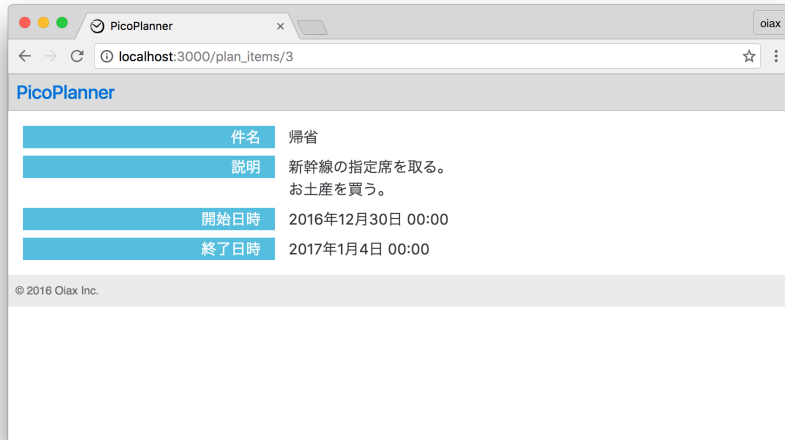 PicoPlanner
oiax
localhost:3000/plan_items/3
PicoPlanner
件名 帰省
説明 新幹線の指定席を取る。
お土産を買う。
開始日時 2016年12月30日 00:00
終了日時 2017年1月4日 00:00
© 2016 Oiax Inc.